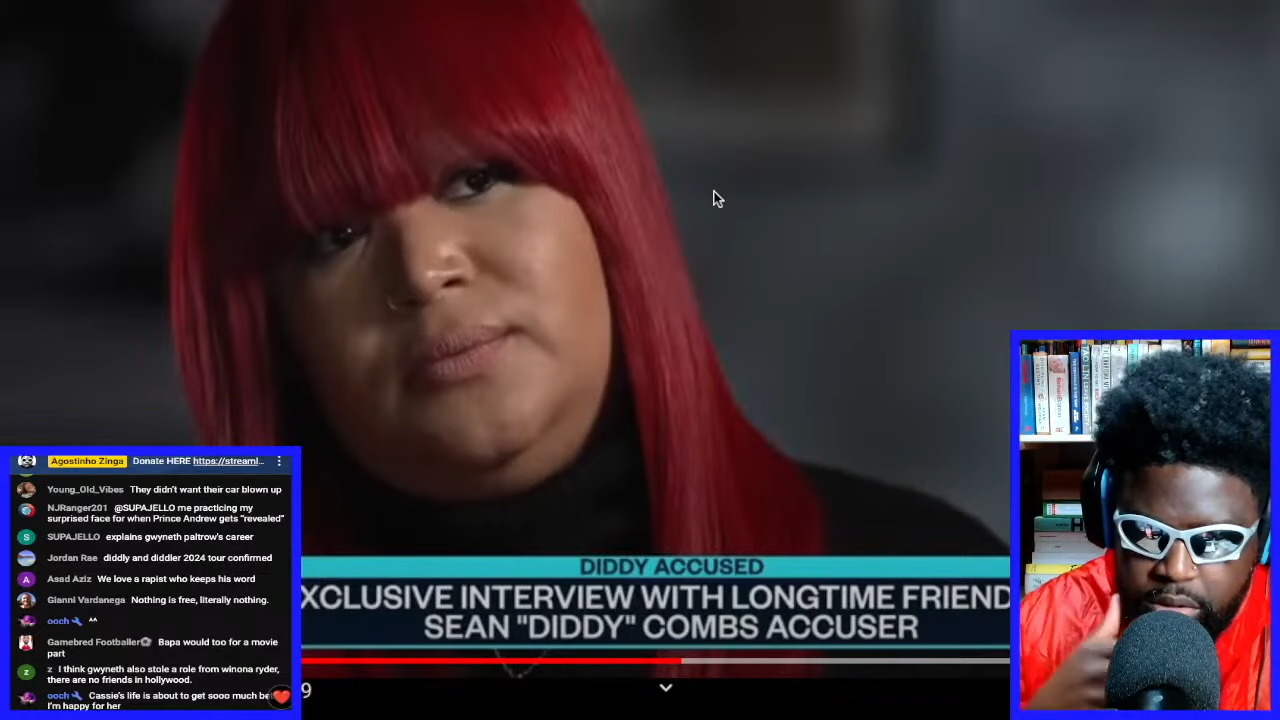 Agostinho Zinga Donate HERE https://streaml...
Young_Old_Vibes They didn't want their car blown up
NJRanger201 @SUPAJELLO me practicing my
surprised face for when Prince Andrew gets "revealed"
SUPAJELLO explains gwyneth paltrow's career
Jordan Rae diddly and diddler 2024 tour confirmed
Asad Aziz We love a rapist who keeps his word
Gianni Vardanega Nothing is free, literally nothing.
ooch ^^
Gamebred Footballer Bapa would too for a movie
part
z I think gwyneth also stole a role from winona ryder,
there are no friends in hollywood.
ooch Cassie's life is about to get sooo much be
I'm happy for her
DIDDY ACCUSED
XCLUSIVE INTERVIEW WITH LONGTIME FRIEND
SEAN "DIDDY" COMBS ACCUSER
9